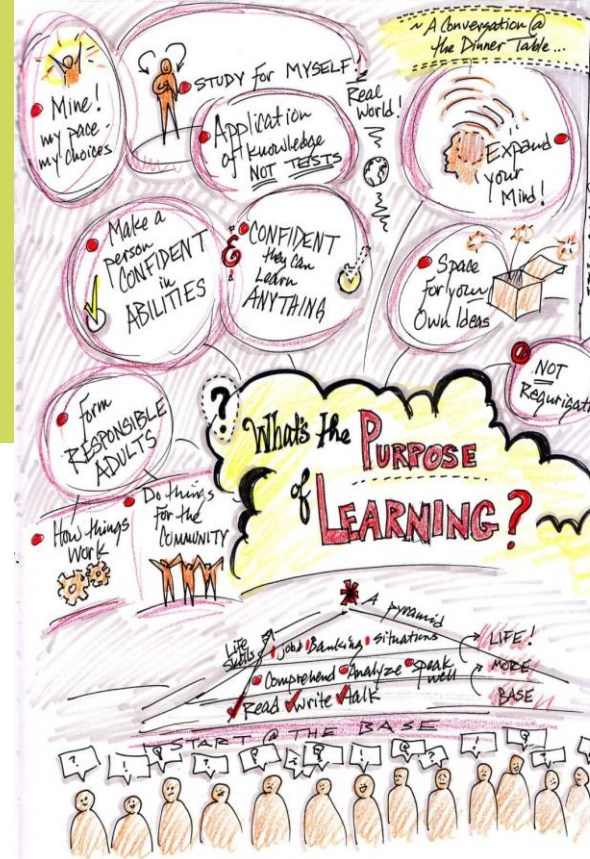 ~ A Conversation @
the Dinner Table...
Mine!
my pace-
my choices
STUDY for MYSELF!
Application
of knowledge
NOT TESTS
Real
World!
Expand
your
Mind!
Make a
person
CONFIDENT
in
ABILITIES
&
CONFIDENT
they can
Learn
ANYTHING
Space
for your
Own Ideas
NOT
Form
RESPONSIBLE
ADULTS
?
What's the PURPOSE
of LEARNING?
How things
Work
Do things
For the
COMMUNITY
A pyramid
Life
Skills
jobs Banking situations
LIFE!
Comprehend Analyze speak
well
MORE
Read write talk
BASE
START @ THE BASE